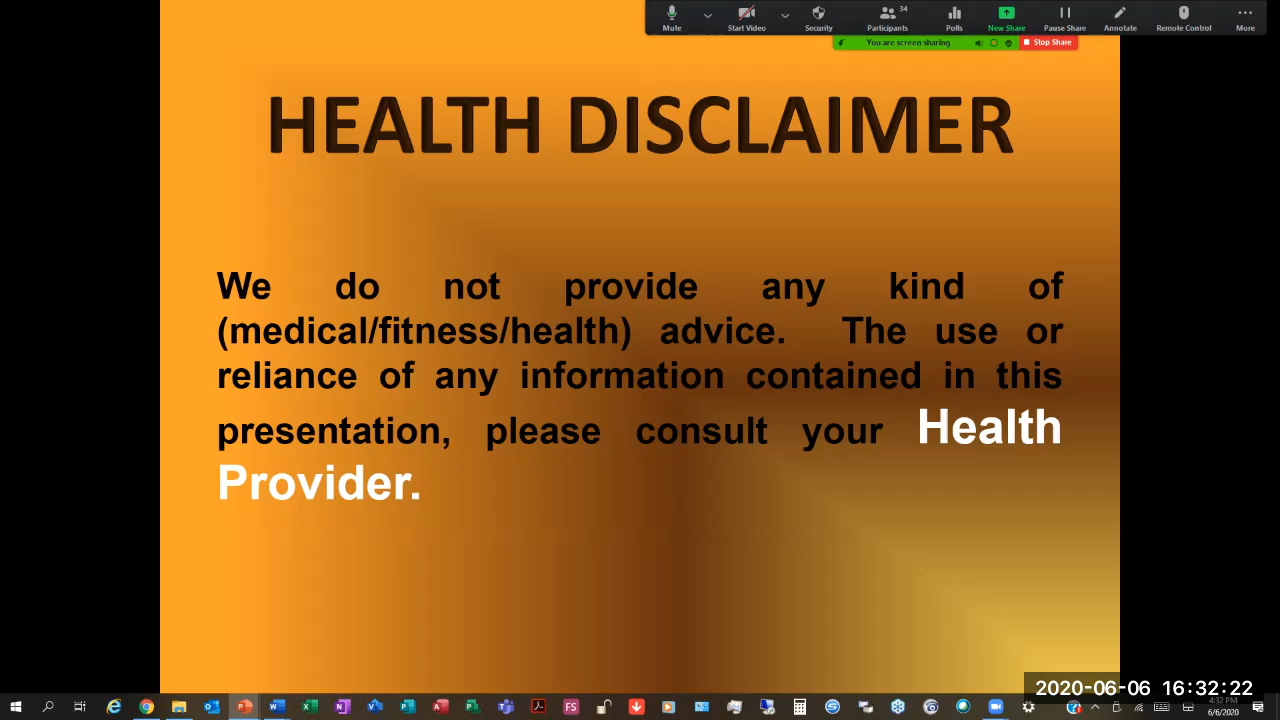 Mute
Start Video
Security
34
Participants
Polls
New Share
Pause Share
Annotate
Remote Control
More
You are screen sharing
Stop Share
HEALTH DISCLAIMER
We do not provide any kind of
(medical/fitness/health) advice. The use or
reliance of any information contained in this
presentation, please consult your Health
Provider.
2020-06-06 16:32:22
4:32 PM
6/6/2020